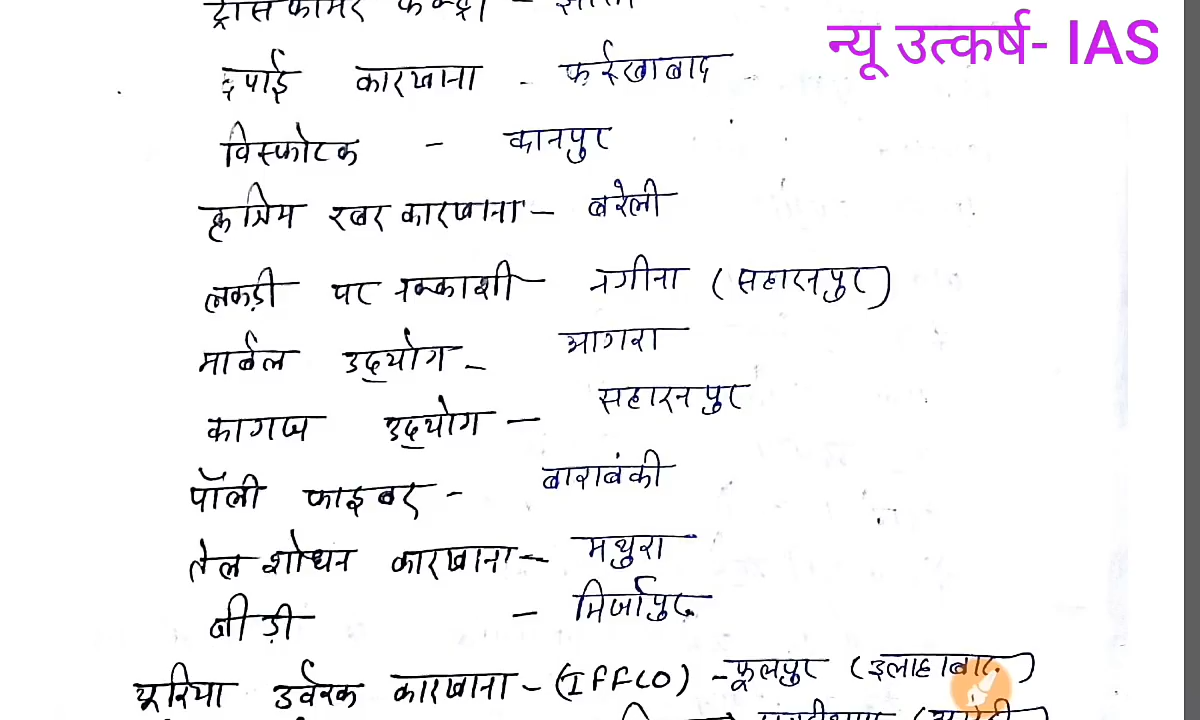 न्यू उत्कर्ष- IAS
छपाई कारखाना - फर्रुखाबाद
विस्फोटक - कानपुर
कृत्रिम रबर कारखाना - बरेली
लकड़ी पर नक्काशी - नगीना (सहारनपुर)
मार्बल उद्योग - आगरा
कागज उद्योग - सहारनपुर
पॉली फाइबर - बाराबंकी
तेल शोधन कारखाना - मथुरा
बीड़ी - मिर्जापुर
यूरिया उर्वरक कारखाना - (IFFCO) - फूलपुर (इलाहाबाद)